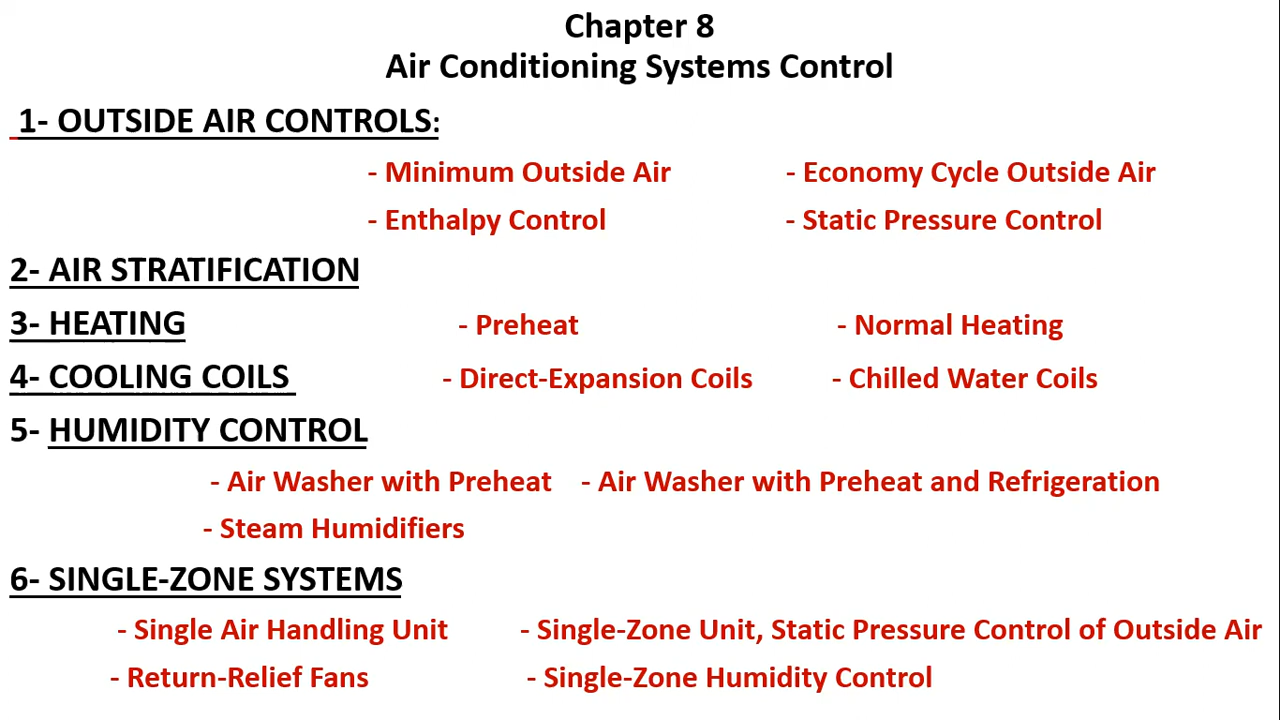 Chapter 8
Air Conditioning Systems Control
1- OUTSIDE AIR CONTROLS:
- Minimum Outside Air - Economy Cycle Outside Air
- Enthalpy Control - Static Pressure Control
2- AIR STRATIFICATION
3- HEATING - Preheat - Normal Heating
4- COOLING COILS - Direct-Expansion Coils - Chilled Water Coils
5- HUMIDITY CONTROL
- Air Washer with Preheat - Air Washer with Preheat and Refrigeration
- Steam Humidifiers
6- SINGLE-ZONE SYSTEMS
- Single Air Handling Unit - Single-Zone Unit, Static Pressure Control of Outside Air
- Return-Relief Fans - Single-Zone Humidity Control